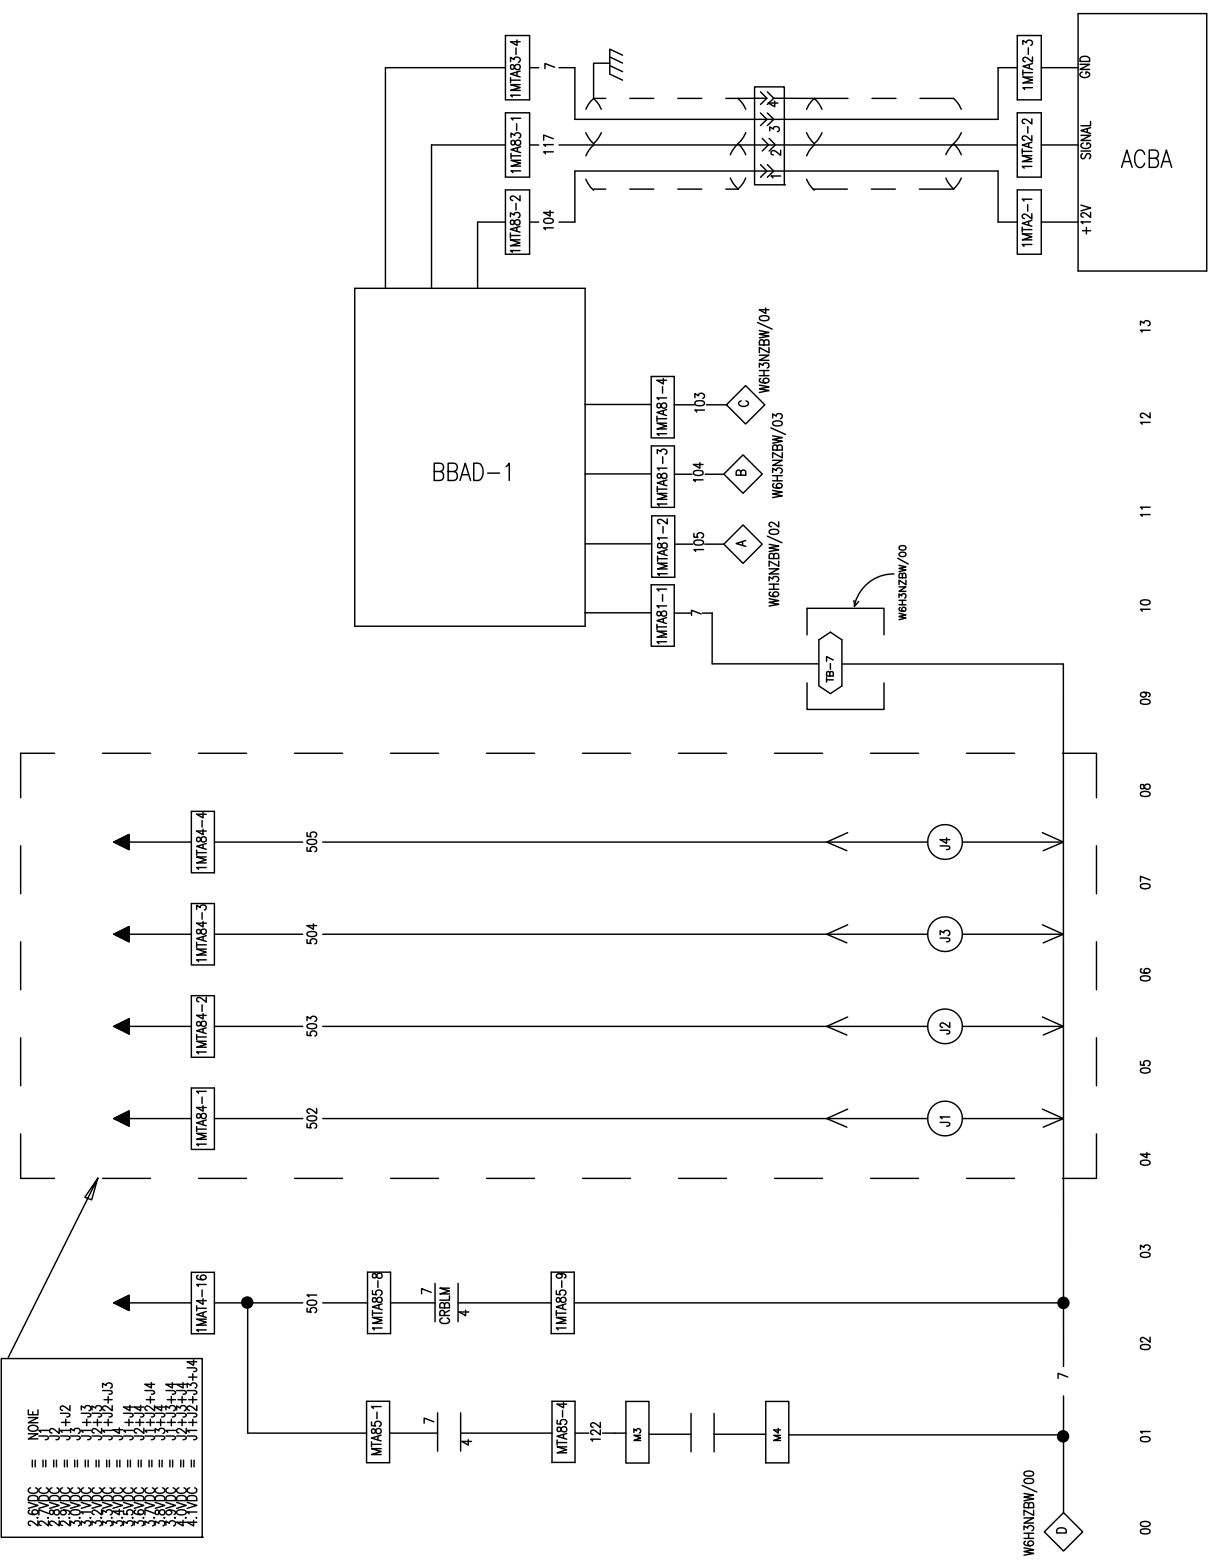 2.6VDC = NONE
2.7VDC = J1
2.8VDC = J2
2.9VDC = J1+J2
3.0VDC = J3
3.1VDC = J1+J3
3.2VDC = J2+J3
3.3VDC = J1+J2+J3
3.4VDC = J4
3.5VDC = J1+J4
3.6VDC = J2+J4
3.7VDC = J1+J2+J4
3.8VDC = J3+J4
3.9VDC = J1+J3+J4
4.0VDC = J2+J3+J4
4.1VDC = J1+J2+J3+J4
1MAT4-16
501
1MTA85-8
7
CRBLM
4
1MTA85-9
MTA85-1
7
4
MTA85-4
122
M3
M4
7
D
W6H3NZBW/00
1MTA84-1
502
J1
1MTA84-2
503
J2
1MTA84-3
504
J3
1MTA84-4
505
J4
BBAD-1
1MTA81-1
7
TB-7
W6H3NZBW/00
1MTA81-2
105
A
W6H3NZBW/02
1MTA81-3
104
B
W6H3NZBW/03
1MTA81-4
103
C
W6H3NZBW/04
1MTA83-2
104
1MTA83-1
117
1MTA83-4
7
1
2
3
4
1MTA2-1
1MTA2-2
1MTA2-3
+12V
SIGNAL
GND
ACBA
00
01
02
03
04
05
06
07
08
09
10
11
12
13